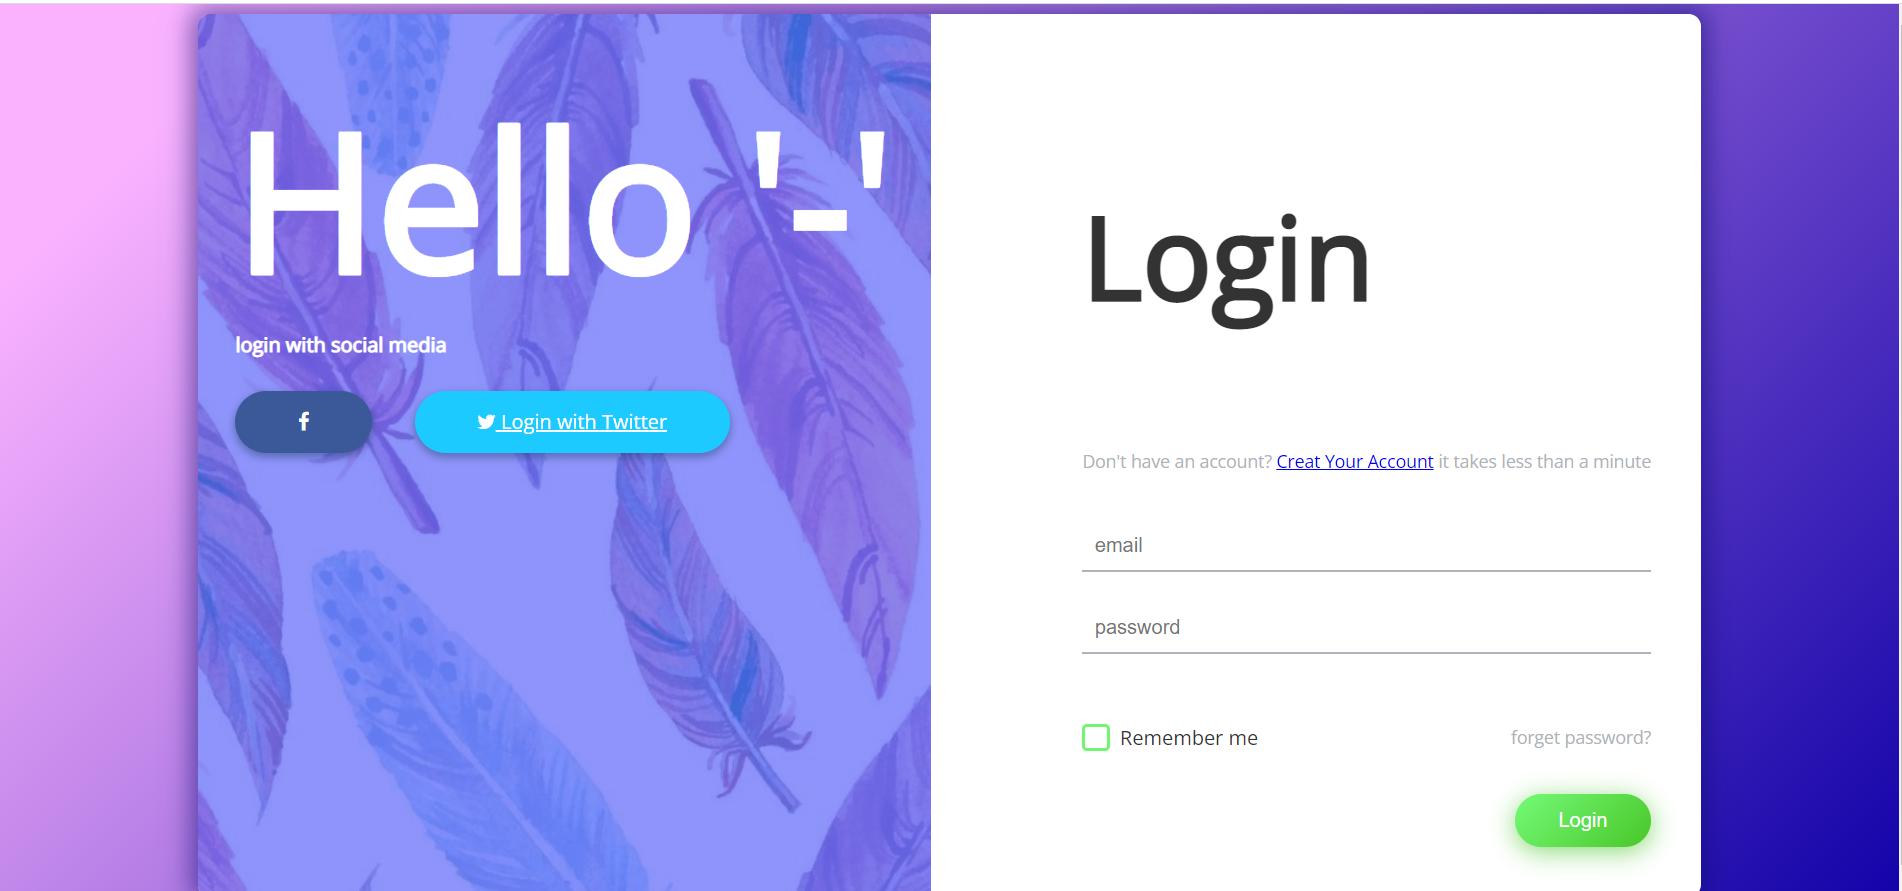 Hello '-'
login with social media
f
Login with Twitter
Login
Don't have an account? Creat Your Account it takes less than a minute
email
password
Remember me
forget password?
Login